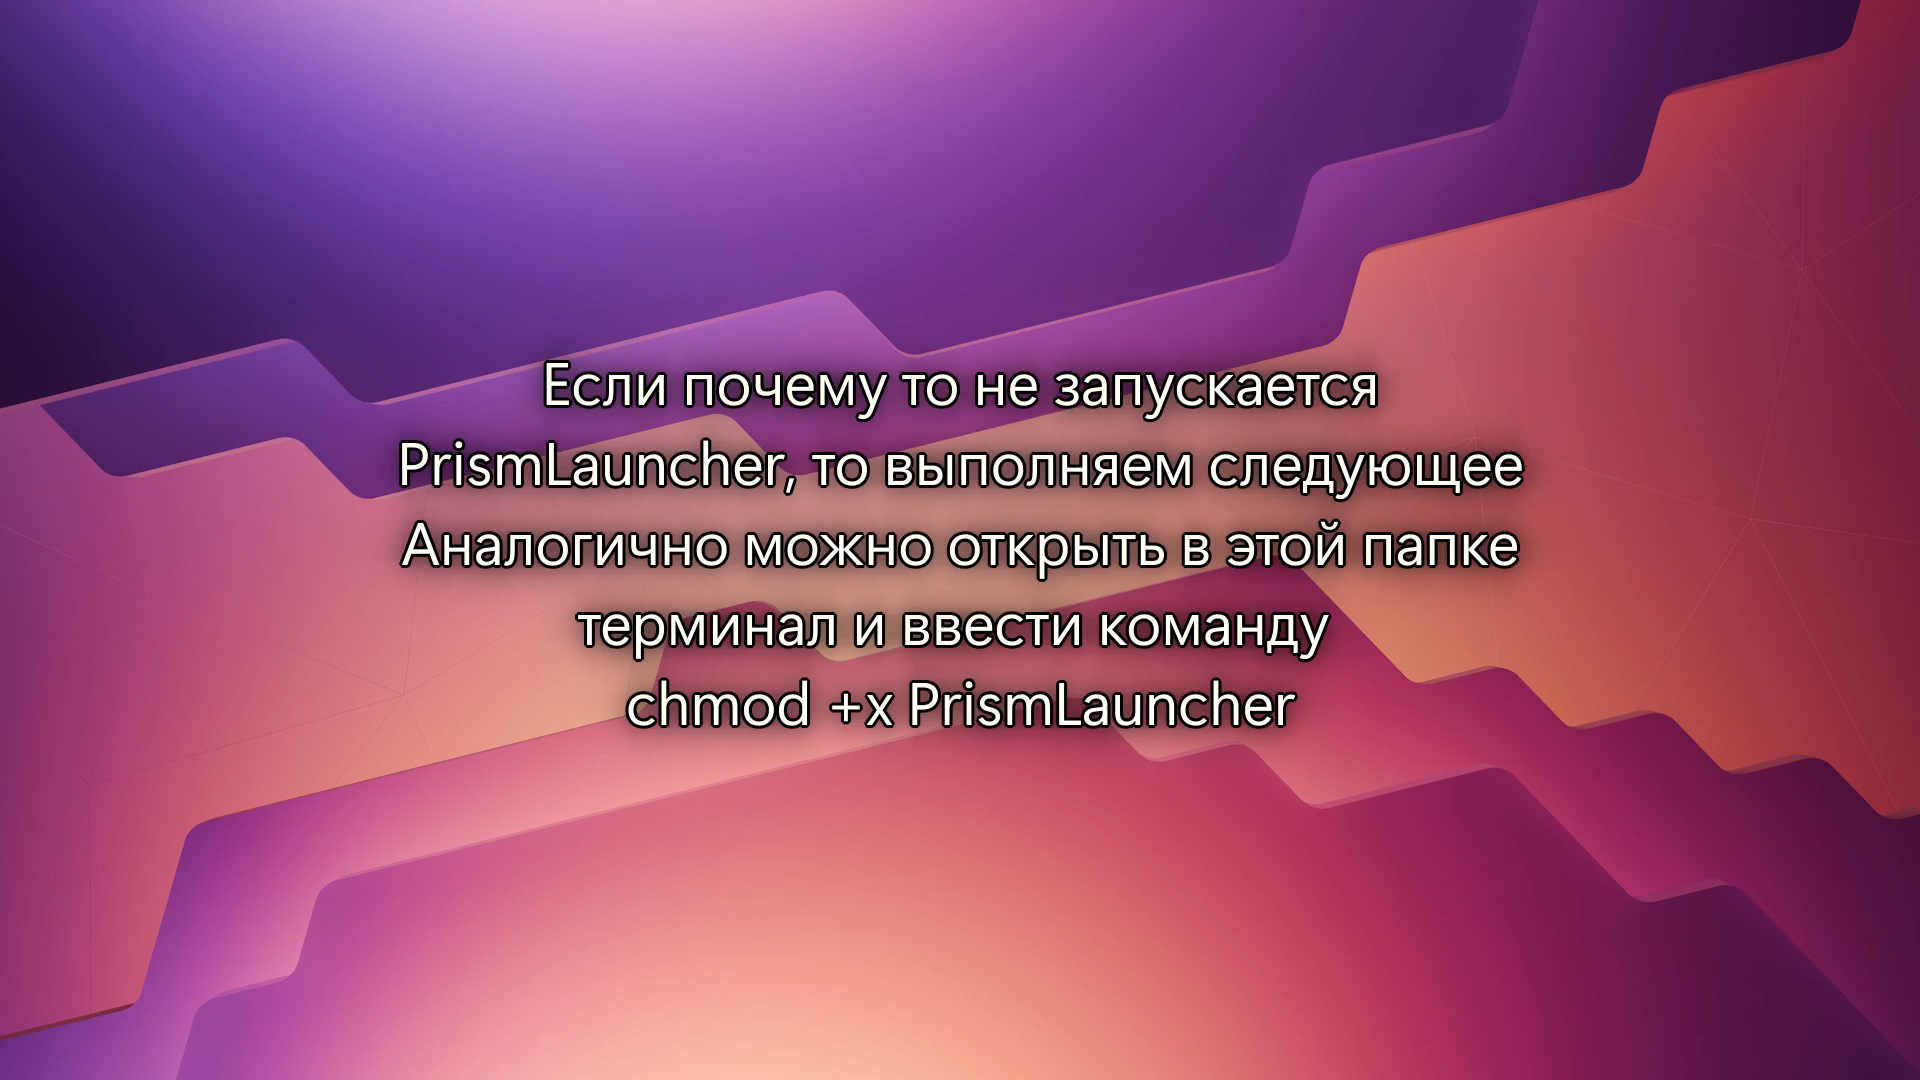 Если почему то не запускается
PrismLauncher, то выполняем следующее
Аналогично можно открыть в этой папке
терминал и ввести команду
chmod +x PrismLauncher